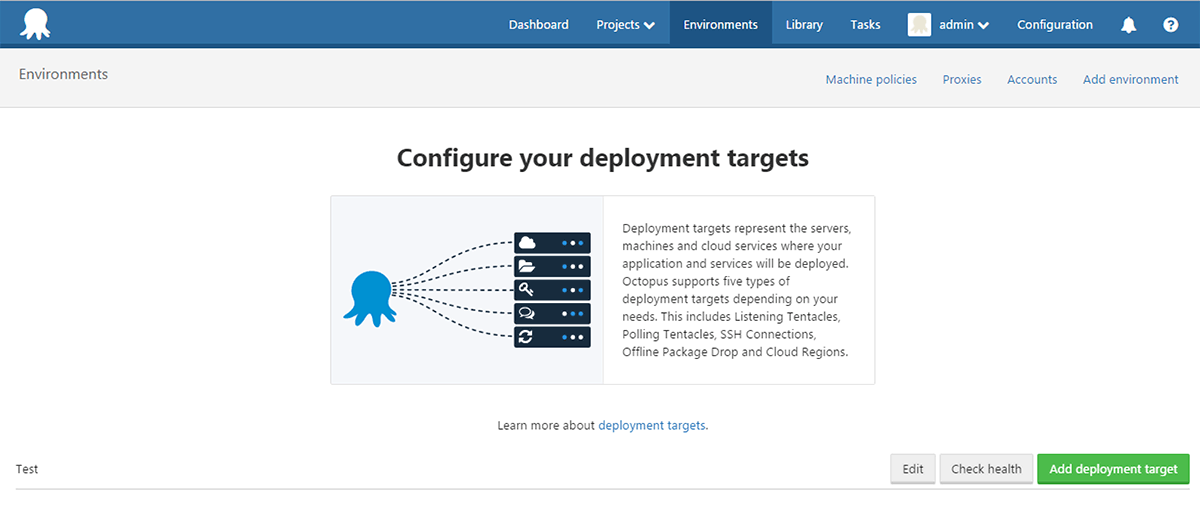 Dashboard Projects Environments Library Tasks admin Configuration
Environments
Machine policies Proxies Accounts Add environment
Configure your deployment targets
Deployment targets represent the servers,
machines and cloud services where your
application and services will be deployed.
Octopus supports five types of
deployment targets depending on your
needs. This includes Listening Tentacles,
Polling Tentacles, SSH Connections,
Offline Package Drop and Cloud Regions.
Learn more about deployment targets.
Test Edit Check health Add deployment target